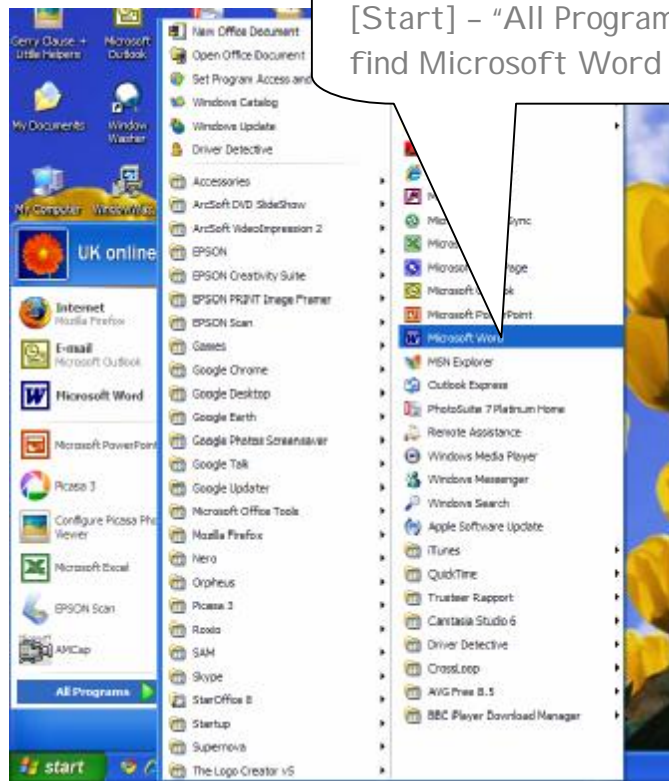 [Start] – “All Program
find Microsoft Word
Gerry Clause +
Little Helpers
Microsoft
Outlook
My Documents
Window
Washer
My Computer
UK online
Internet
Mozilla Firefox
E-mail
Microsoft Outlook
Microsoft Word
Microsoft PowerPoint
Picasa 3
Configure Picasa Pho
Viewer
Microsoft Excel
EPSON Scan
AMCap
All Programs
start
New Office Document
Open Office Document
Set Program Access and
Windows Catalog
Windows Update
Driver Detective
Accessories
ArcSoft DVD SlideShow
ArcSoft VideoImpression 2
EPSON
EPSON Creativity Suite
EPSON PRINT Image Framer
EPSON Scan
Games
Google Chrome
Google Desktop
Google Earth
Google Photos Screensaver
Google Talk
Google Updater
Microsoft Office Tools
Mozilla Firefox
Nero
Orpheus
Picasa 3
Roxio
SAM
Skype
StarOffice 8
Startup
Supernova
The Logo Creator v5
Microsoft PowerPoint
Microsoft Word
MSN Explorer
Outlook Express
PhotoSuite 7 Platinum Home
Remote Assistance
Windows Media Player
Windows Messenger
Windows Search
Apple Software Update
iTunes
QuickTime
Trusteer Rapport
Camtasia Studio 6
Driver Detective
CrossLoop
AVG Free 8.5
BBC iPlayer Download Manager